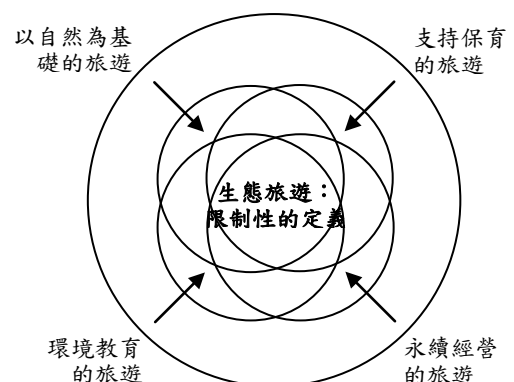 以自然為基
礎的旅遊
支持保育
的旅遊
生態旅遊：
限制性的定義
環境教育
的旅遊
永續經營
的旅遊